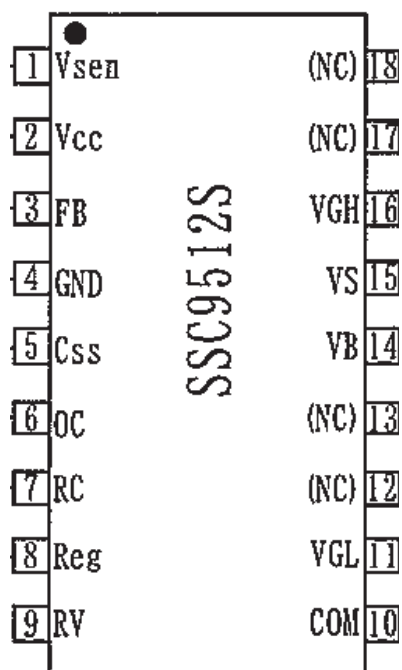 1 Vsen (NC) 18
2 Vcc (NC) 17
3 FB VGH 16
4 GND VS 15
5 Css VB 14
6 OC (NC) 13
7 RC (NC) 12
8 Reg VGL 11
9 RV COM 10
SSC9512S